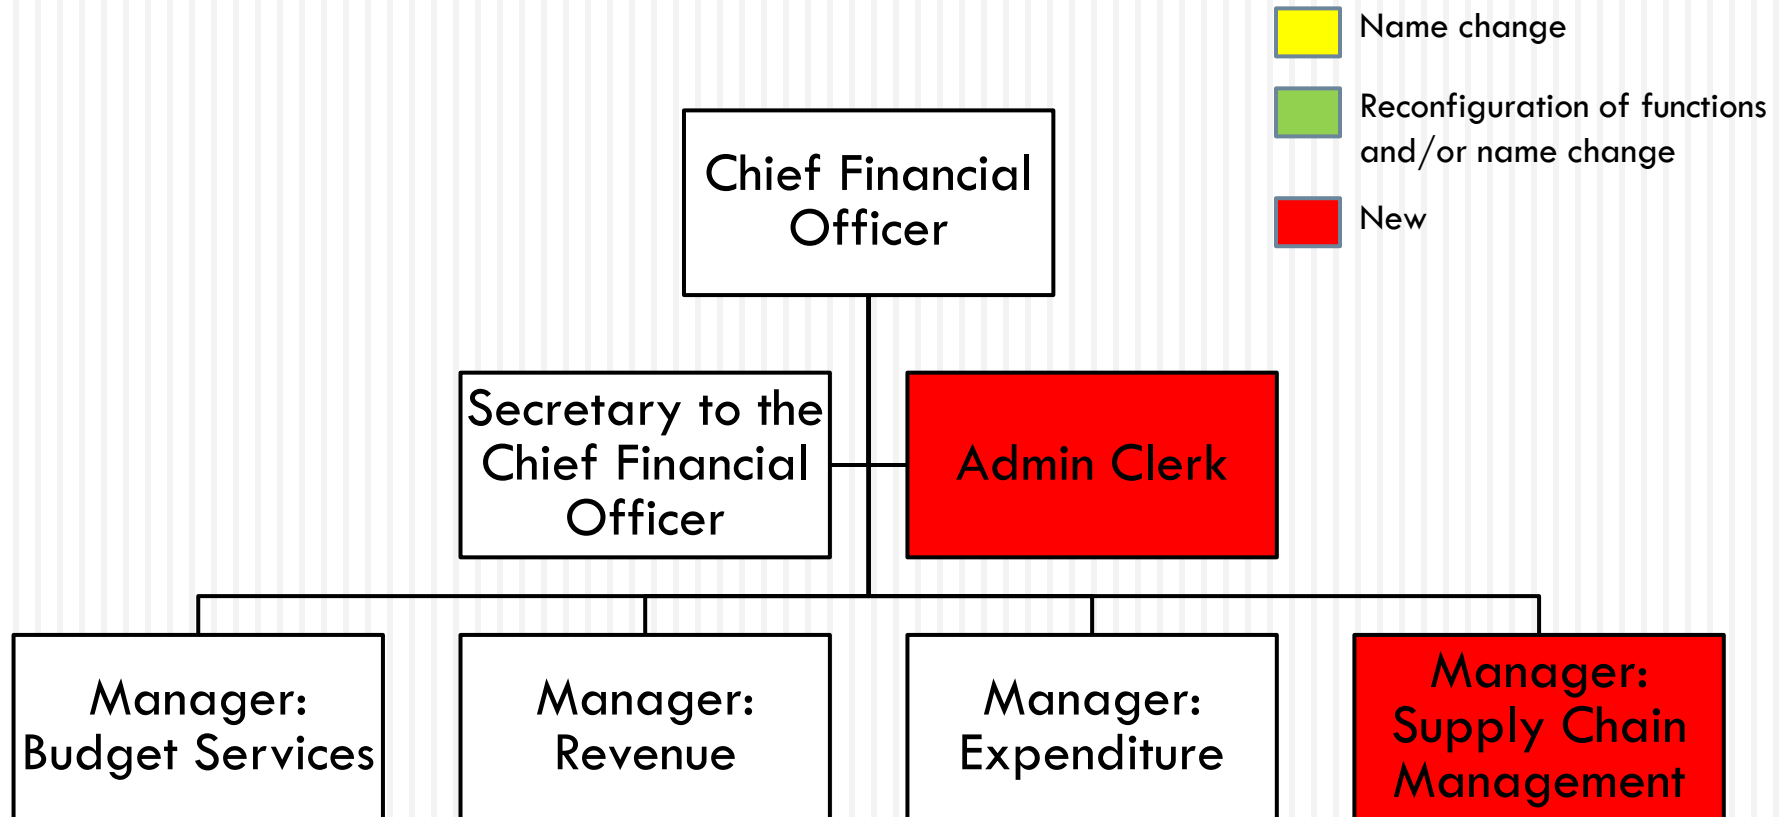 Name change
Reconfiguration of functions
and/or name change
New
Chief Financial
Officer
Secretary to the
Chief Financial
Officer
Admin Clerk
Manager:
Budget Services
Manager:
Revenue
Manager:
Expenditure
Manager:
Supply Chain
Management